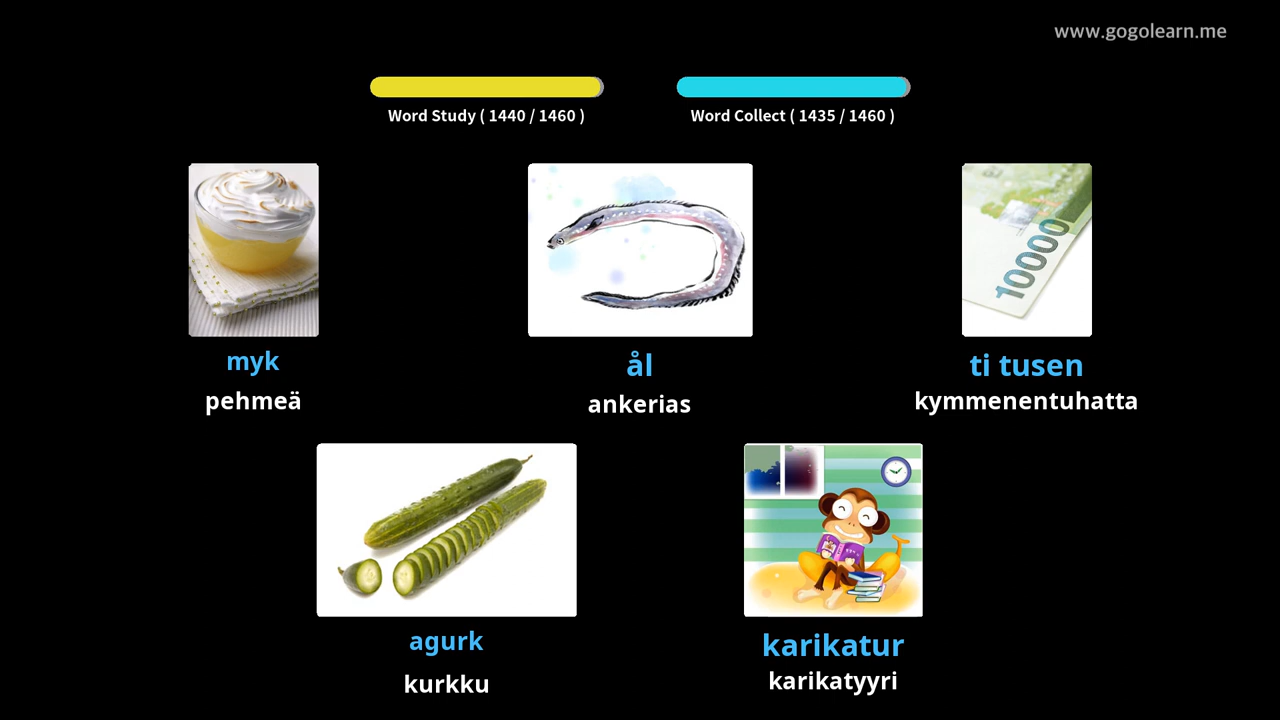 www.gogolearn.me
Word Study ( 1440 / 1460 )
Word Collect ( 1435 / 1460 )
10000
myk
pehmeä
ål
ankerias
ti tusen
kymmenentuhatta
agurk
kurkku
karikatur
karikatyyri